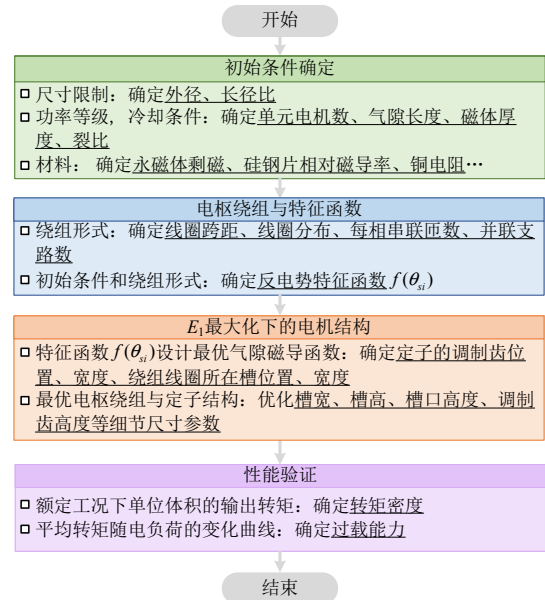 开始
初始条件确定
尺寸限制：确定外径、长径比
功率等级，冷却条件：确定单元电机数、气隙长度、磁体厚
度、裂比
材料： 确定永磁体剩磁、硅钢片相对磁导率、铜电阻…
电枢绕组与特征函数
绕组形式：确定线圈跨距、线圈分布、每相串联匝数、并联支
路数
初始条件和绕组形式：确定反电势特征函数 f(θsi)
E1最大化下的电机结构
特征函数 f(θsi)设计最优气隙磁导函数：确定定子的调制齿位
置、宽度、绕组线圈所在槽位置、宽度
最优电枢绕组与定子结构：优化槽宽、槽高、槽口高度、调制
齿高度等细节尺寸参数
性能验证
额定工况下单位体积的输出转矩：确定转矩密度
平均转矩随电负荷的变化曲线：确定过载能力
结束